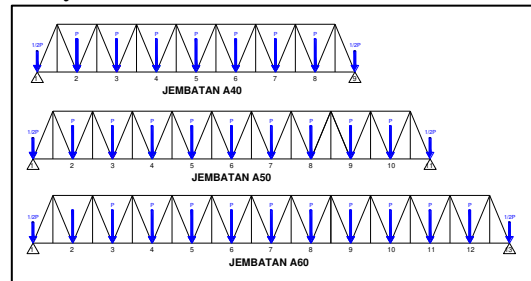 1/2P P P P P P P P 1/2P
1 2 3 4 5 6 7 8 9
JEMBATAN A40
1/2P P P P P P P P P P 1/2P
1 2 3 4 5 6 7 8 9 10 11
JEMBATAN A50
1/2P P P P P P P P P P P 1/2P
1 2 3 4 5 6 7 8 9 10 11 12 13
JEMBATAN A60